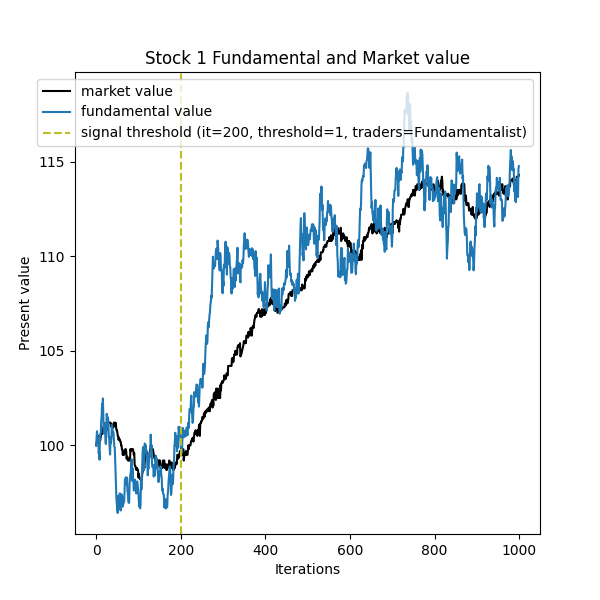 Stock 1 Fundamental and Market value
market value
fundamental value
signal threshold (it=200, threshold=1, traders=Fundamentalist)
115
110
105
100
Present value
0 200 400 600 800 1000
Iterations